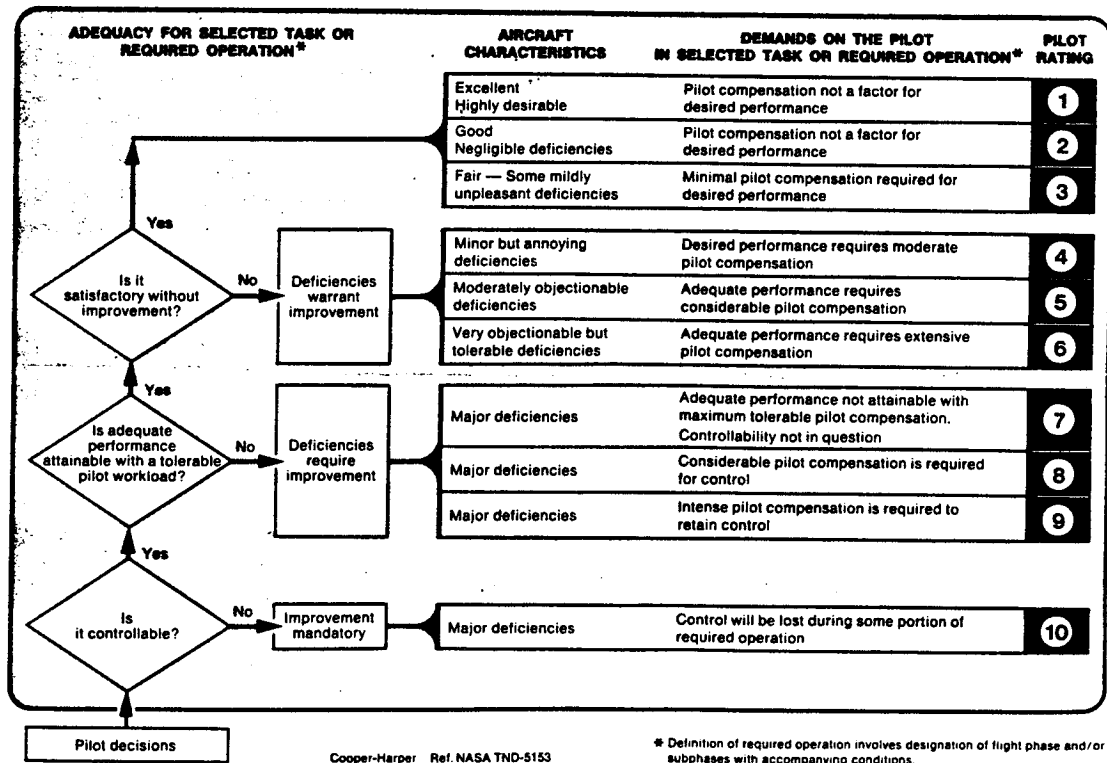 ADEQUACY FOR SELECTED TASK OR
REQUIRED OPERATION*
AIRCRAFT
CHARACTERISTICS
DEMANDS ON THE PILOT
IN SELECTED TASK OR REQUIRED OPERATION*
PILOT
RATING
Excellent
Highly desirable
Pilot compensation not a factor for
desired performance
1
Good
Negligible deficiencies
Pilot compensation not a factor for
desired performance
2
Fair — Some mildly
unpleasant deficiencies
Minimal pilot compensation required for
desired performance
3
Yes
Is it
satisfactory without
improvement?
No
Deficiencies
warrant
improvement
Minor but annoying
deficiencies
Desired performance requires moderate
pilot compensation
4
Moderately objectionable
deficiencies
Adequate performance requires
considerable pilot compensation
5
Very objectionable but
tolerable deficiencies
Adequate performance requires extensive
pilot compensation
6
Yes
Is adequate
performance
attainable with a tolerable
pilot workload?
No
Deficiencies
require
improvement
Major deficiencies
Adequate performance not attainable with
maximum tolerable pilot compensation.
Controllability not in question
7
Major deficiencies
Considerable pilot compensation is required
for control
8
Major deficiencies
Intense pilot compensation is required to
retain control
9
Yes
Is
it controllable?
No
Improvement
mandatory
Major deficiencies
Control will be lost during some portion of
required operation
10
Pilot decisions
Cooper-Harper Ref. NASA TND-5153
* Definition of required operation involves designation of flight phase and/or
subphases with accompanying conditions.